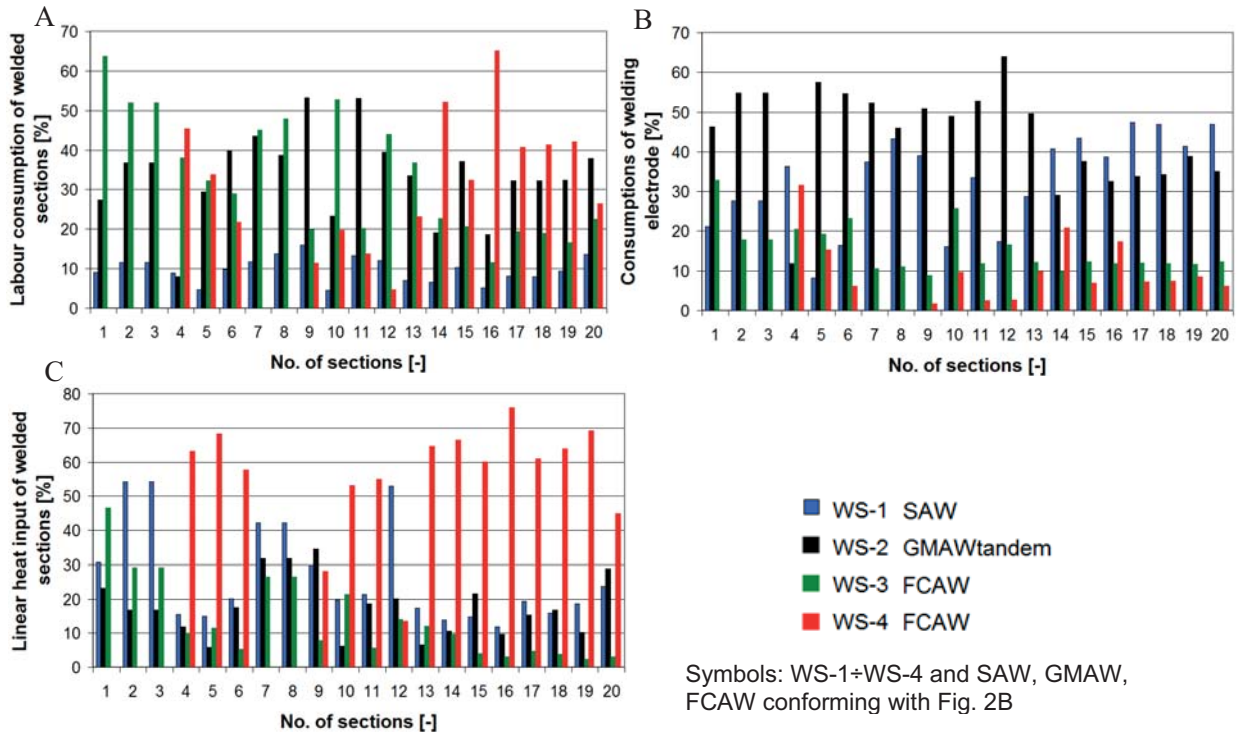 A
Labour consumption of welded
sections [%]
70
60
50
40
30
20
10
0
1 2 3 4 5 6 7 8 9 10 11 12 13 14 15 16 17 18 19 20
No. of sections [-]
B
Consumptions of welding
electrode [%]
70
60
50
40
30
20
10
0
1 2 3 4 5 6 7 8 9 10 11 12 13 14 15 16 17 18 19 20
No. of sections [-]
C
Linear heat input of welded
sections [%]
80
70
60
50
40
30
20
10
0
1 2 3 4 5 6 7 8 9 10 11 12 13 14 15 16 17 18 19 20
No. of sections [-]
WS-1 SAW
WS-2 GMAWtandem
WS-3 FCAW
WS-4 FCAW
Symbols: WS-1÷WS-4 and SAW, GMAW,
FCAW conforming with Fig. 2B